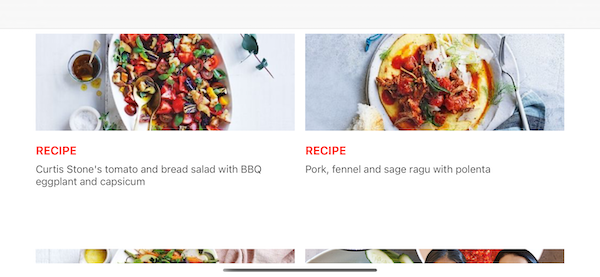 RECIPE
Curtis Stone's tomato and bread salad with BBQ
eggplant and capsicum
RECIPE
Pork, fennel and sage ragu with polenta